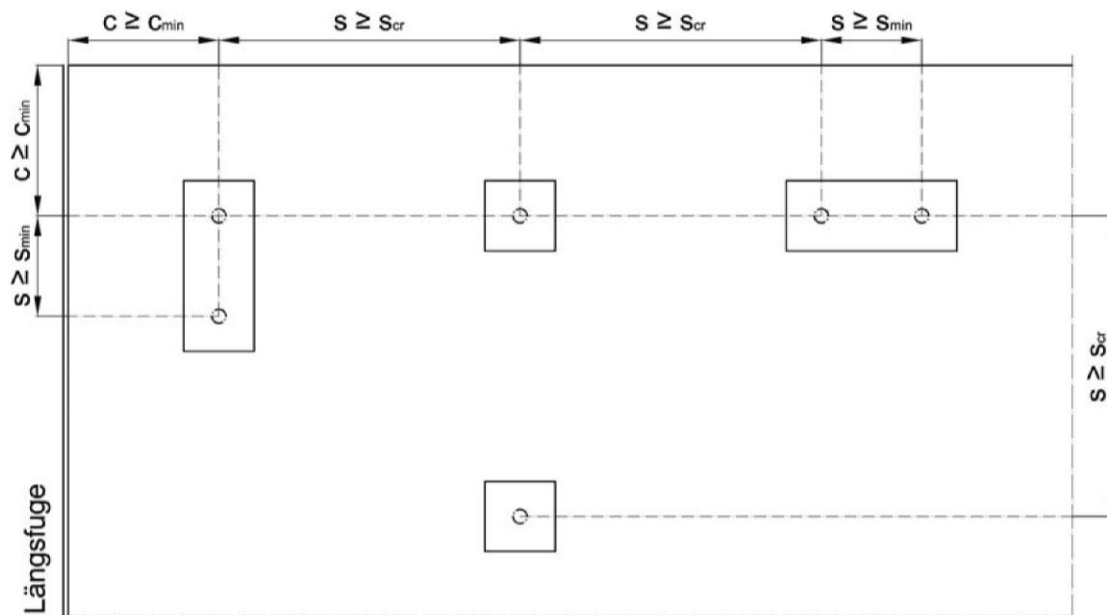 c ≥ cmin
s ≥ scr
s ≥ scr
s ≥ smin
c ≥ cmin
s ≥ smin
s ≥ scr
Längsfuge